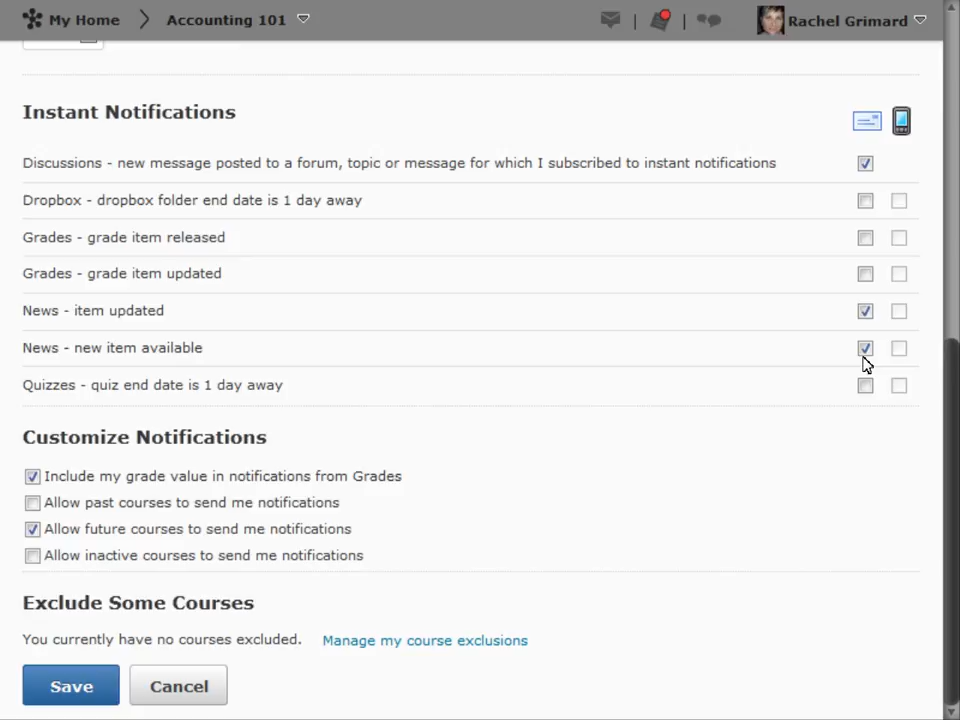 My Home
Accounting 101
Rachel Grimard
Instant Notifications
Discussions - new message posted to a forum, topic or message for which I subscribed to instant notifications
Dropbox - dropbox folder end date is 1 day away
Grades - grade item released
Grades - grade item updated
News - item updated
News - new item available
Quizzes - quiz end date is 1 day away
Customize Notifications
Include my grade value in notifications from Grades
Allow past courses to send me notifications
Allow future courses to send me notifications
Allow inactive courses to send me notifications
Exclude Some Courses
You currently have no courses excluded. Manage my course exclusions
Save
Cancel